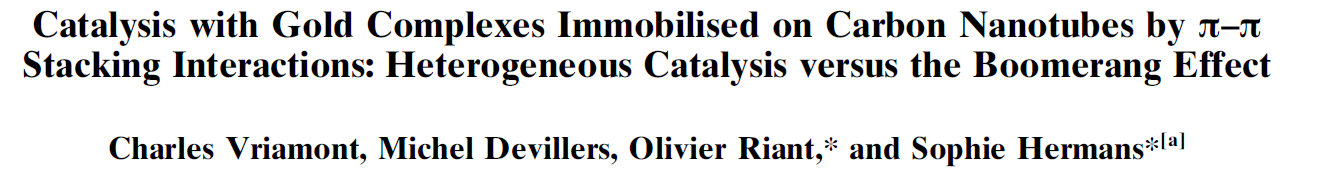 Catalysis with Gold Complexes Immobilised on Carbon Nanotubes by π–π
Stacking Interactions: Heterogeneous Catalysis versus the Boomerang Effect
Charles Vriamont, Michel Devillers, Olivier Riant,* and Sophie Hermans*[a]